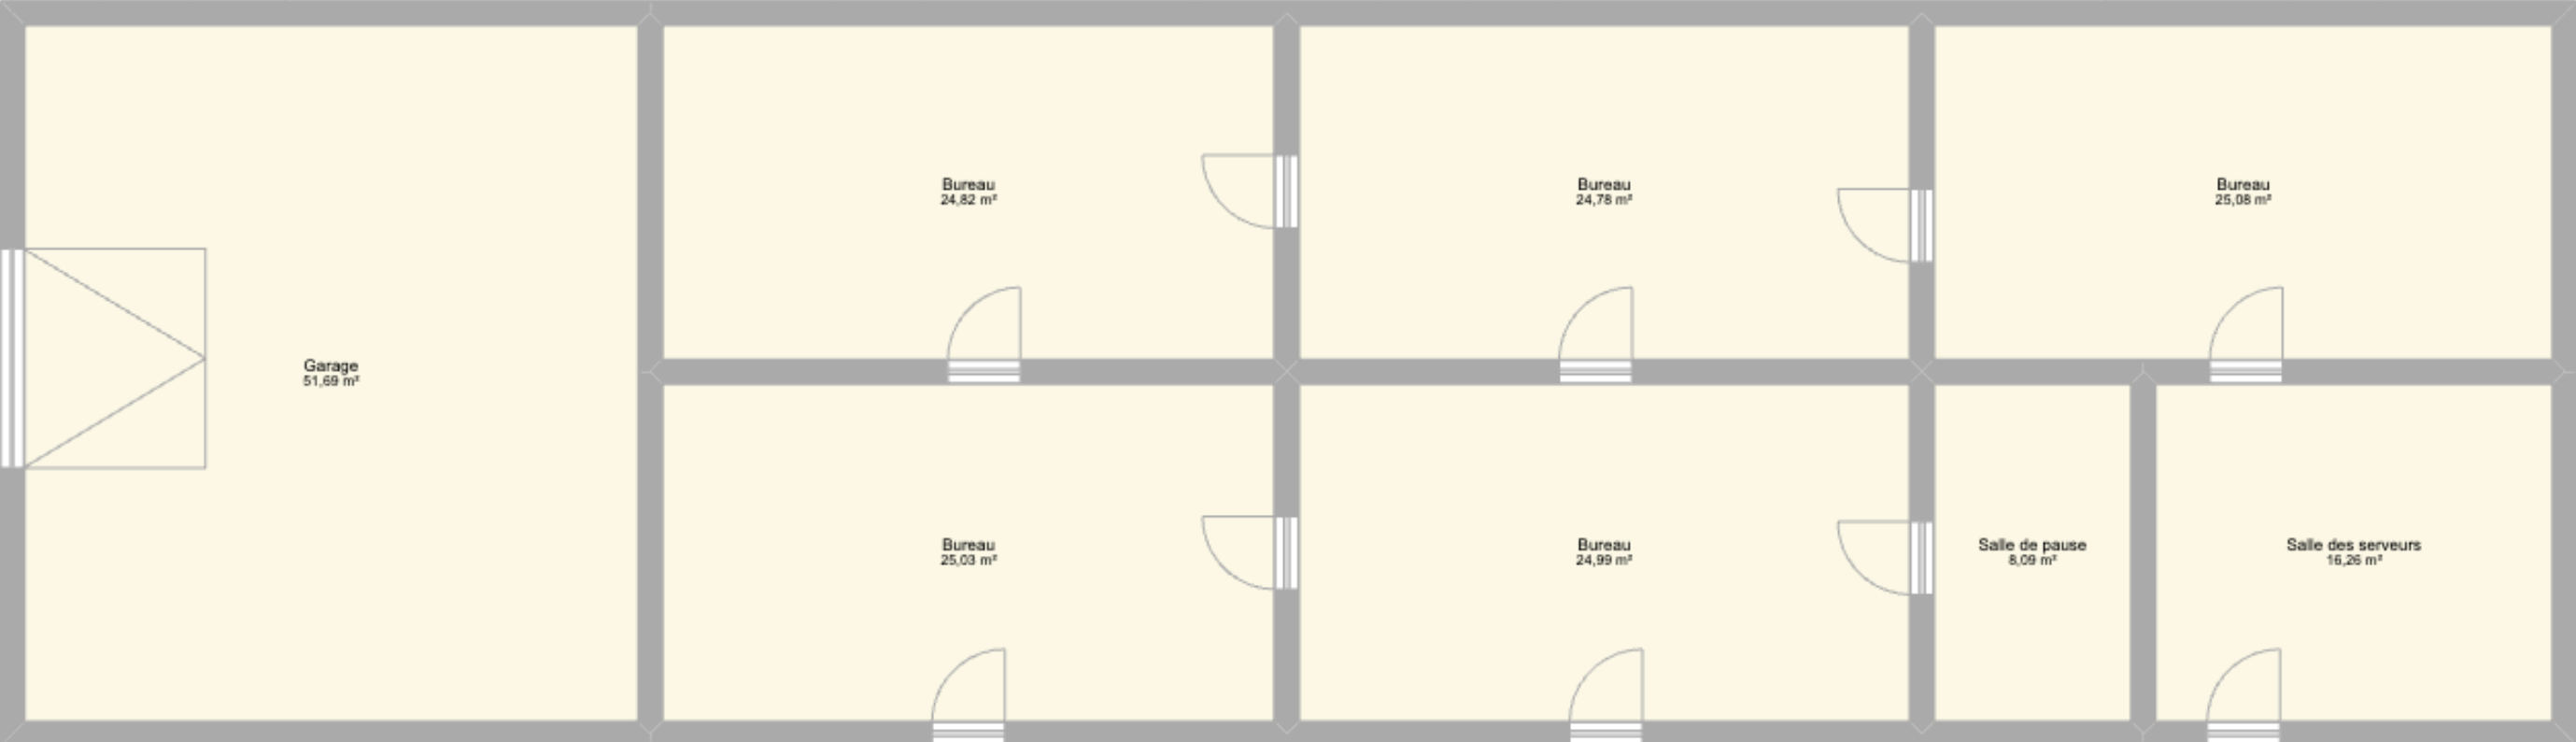 Bureau
24,82 m²
Bureau
24,78 m²
Bureau
25,08 m²
Garage
51,69 m²
Bureau
25,03 m²
Bureau
24,99 m²
Salle de pause
8,09 m²
Salle des serveurs
16,26 m²